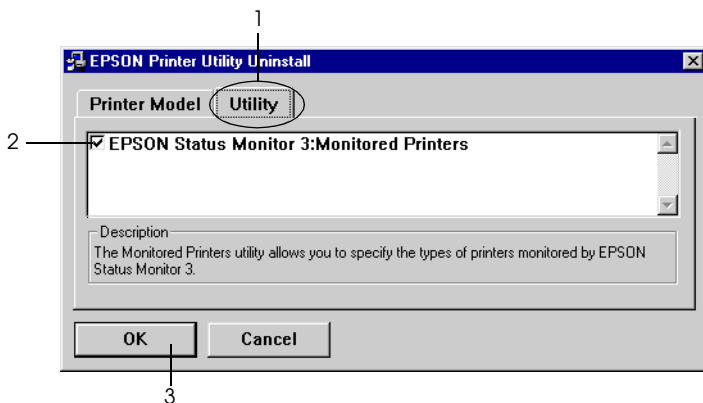 1
EPSON Printer Utility Uninstall
Printer Model Utility
2
EPSON Status Monitor 3:Monitored Printers
Description
The Monitored Printers utility allows you to specify the types of printers monitored by EPSON
Status Monitor 3.
OK Cancel
3